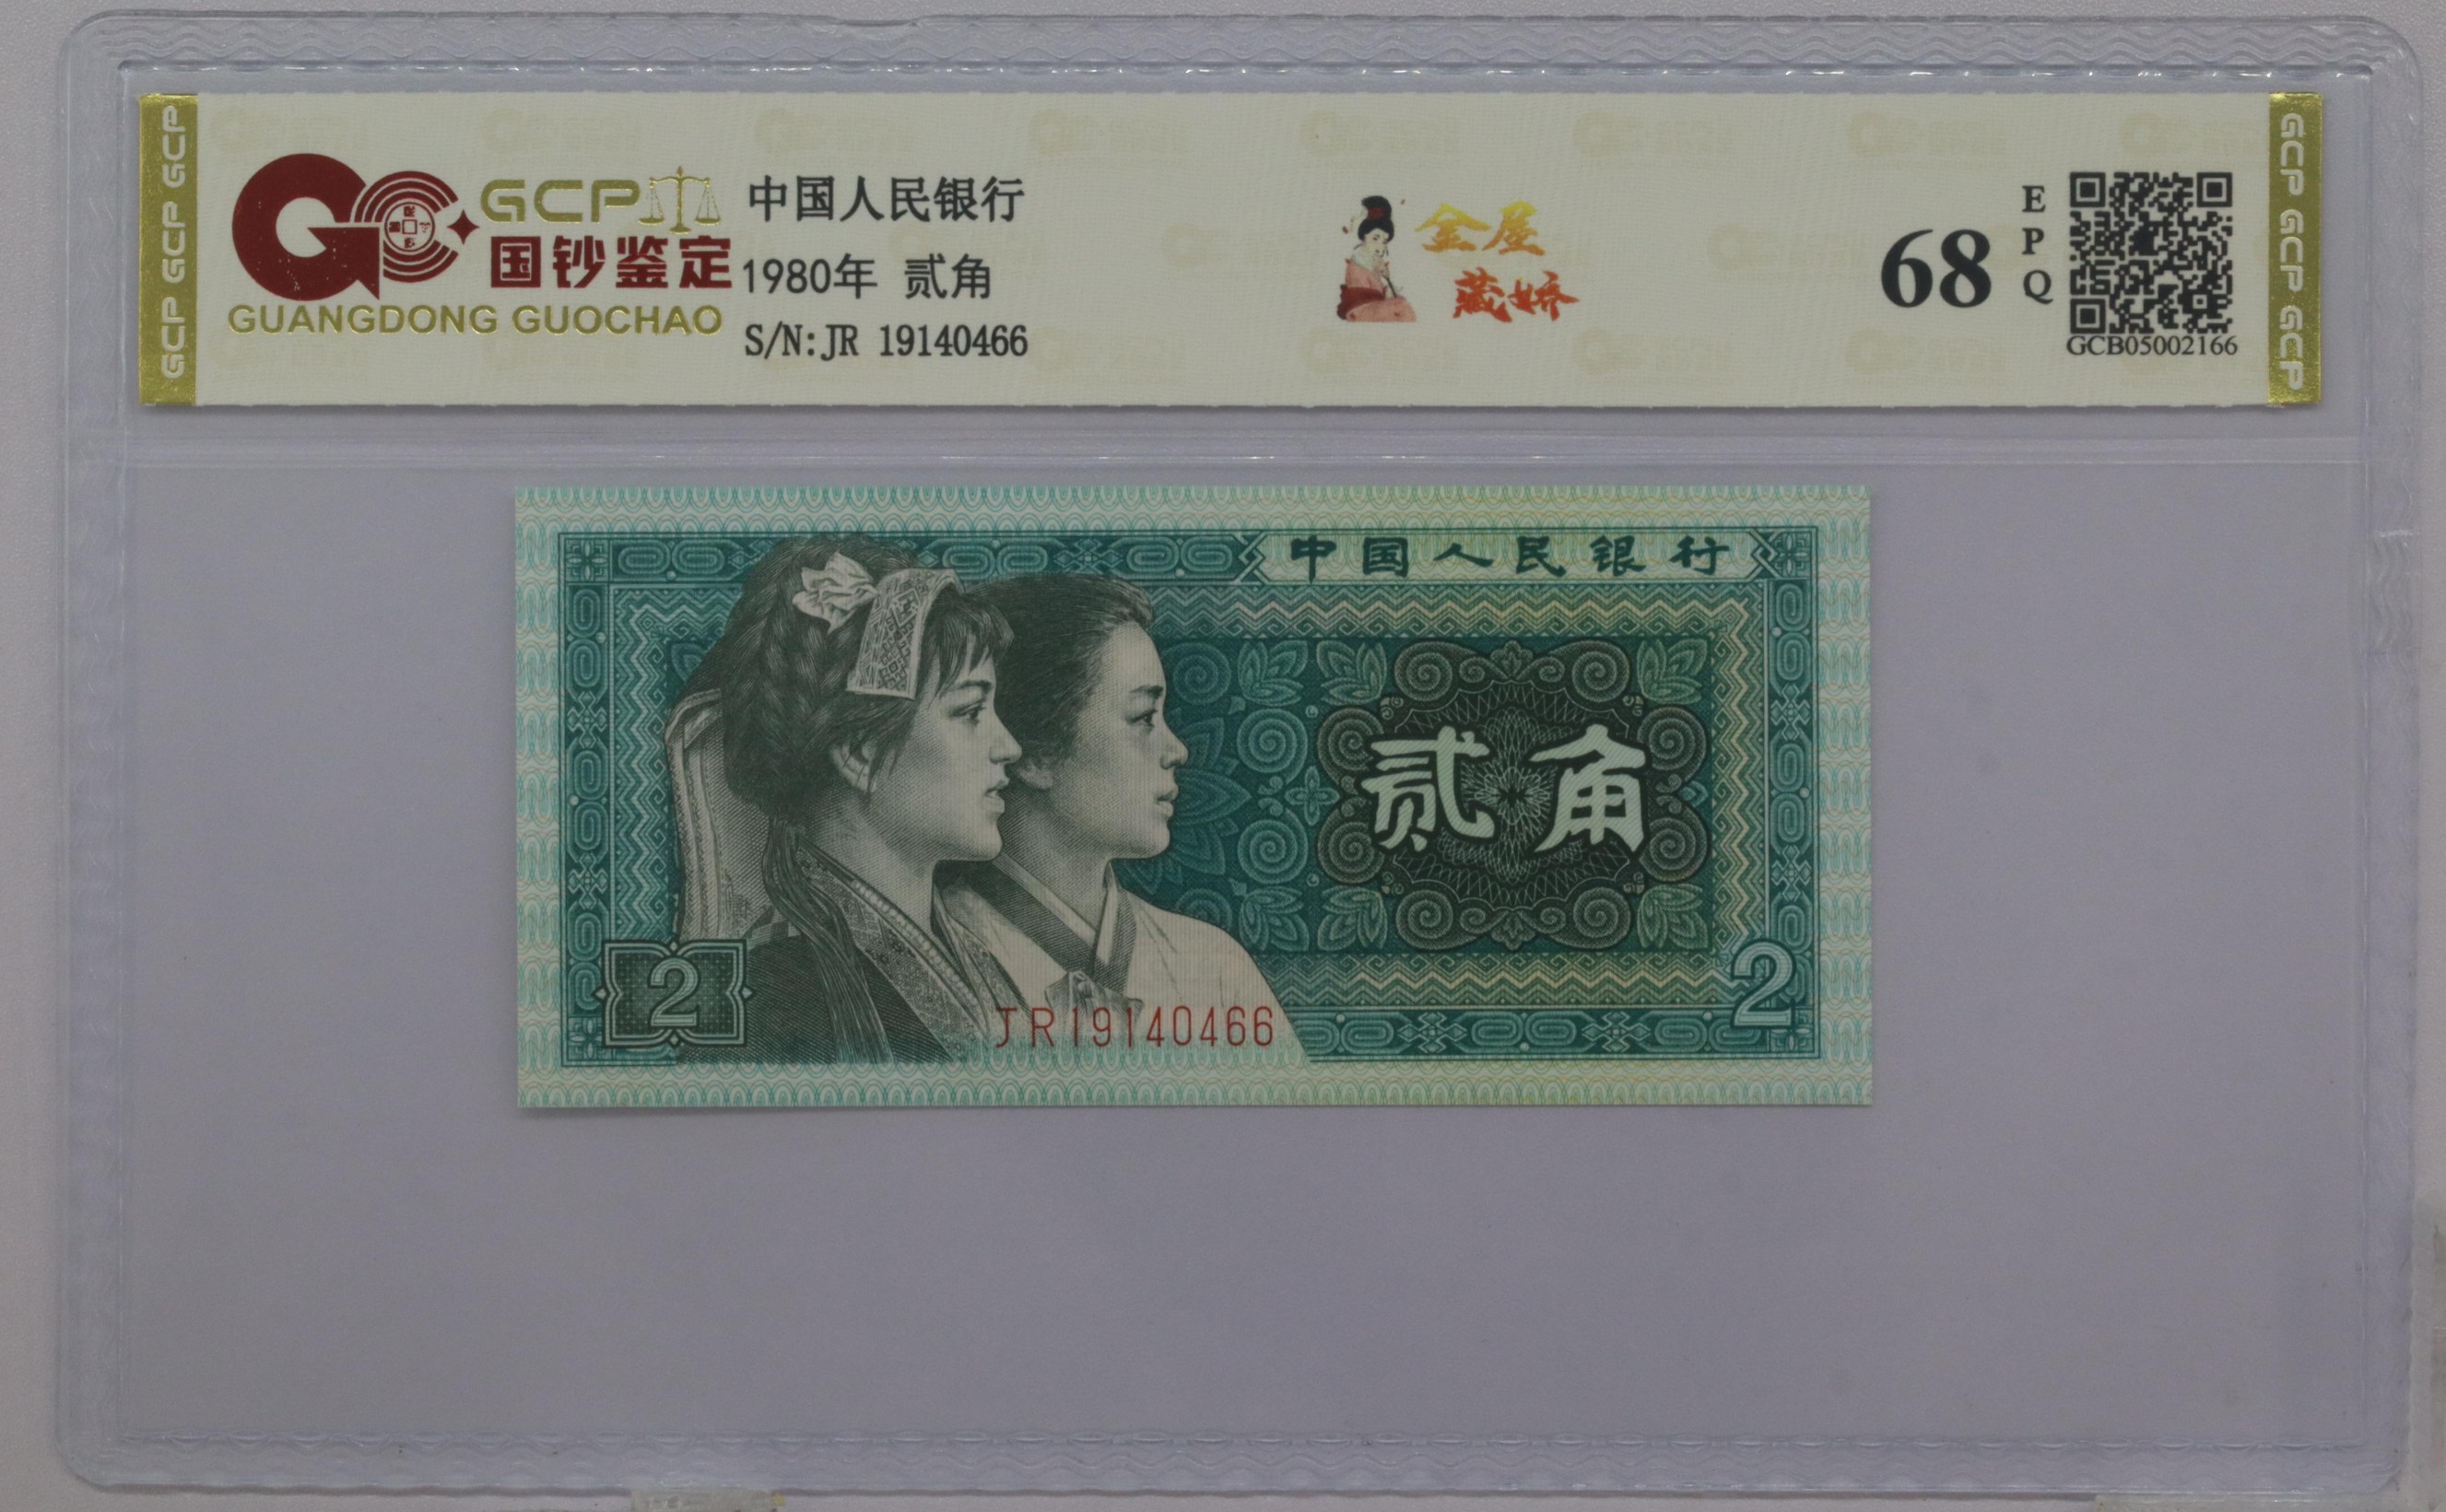 GCP GCP GCP
GCP
国钞鉴定
GUANGDONG GUOCHAO
中国人民银行
1980年 贰角
S/N:JR 19140466
金屋
藏娇
68
EPQ
GCB05002166
GCP GCP GCP
中国人民银行
贰角
2
JR19140466
2